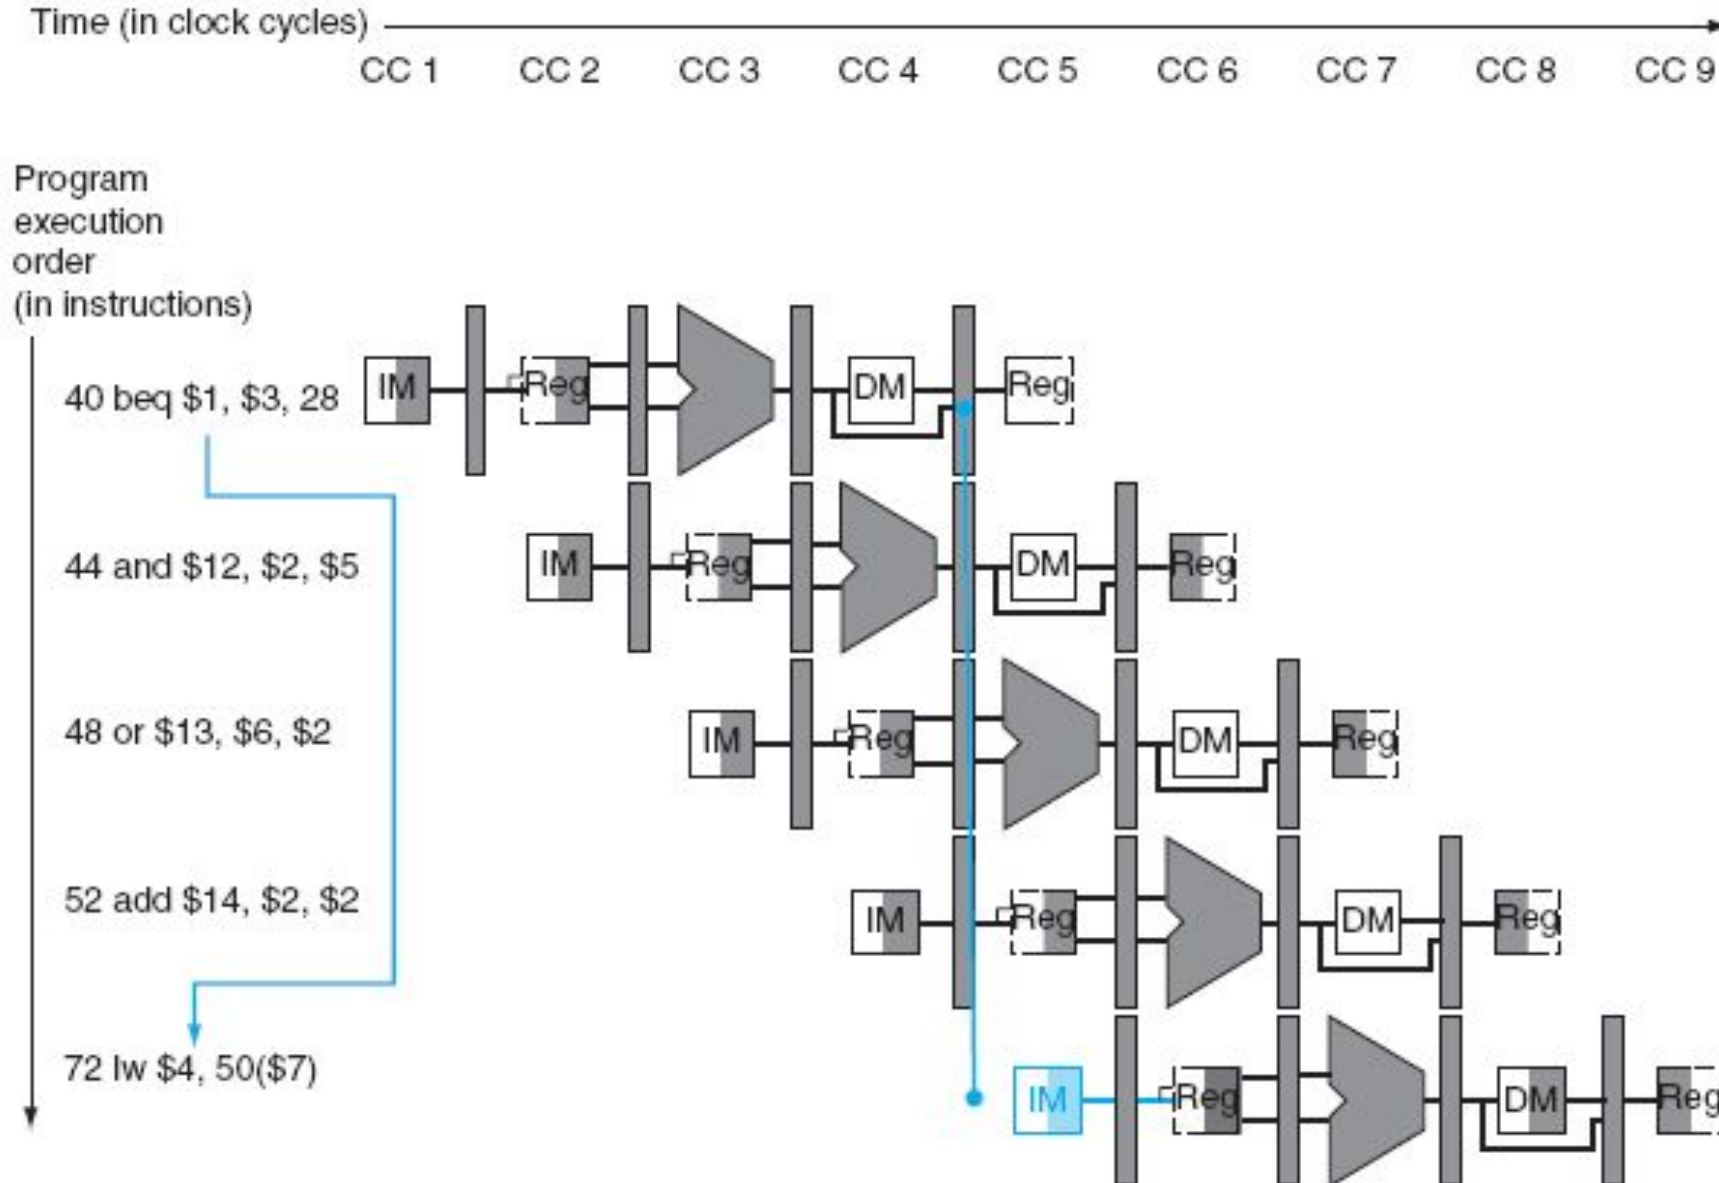 Time (in clock cycles)
CC 1 CC 2 CC 3 CC 4 CC 5 CC 6 CC 7 CC 8 CC 9
Program
execution
order
(in instructions)
40 beq $1, $3, 28
IM Reg DM Reg
44 and $12, $2, $5
IM Reg DM Reg
48 or $13, $6, $2
IM Reg DM Reg
52 add $14, $2, $2
IM Reg DM Reg
72 lw $4, 50($7)
IM Reg DM Reg